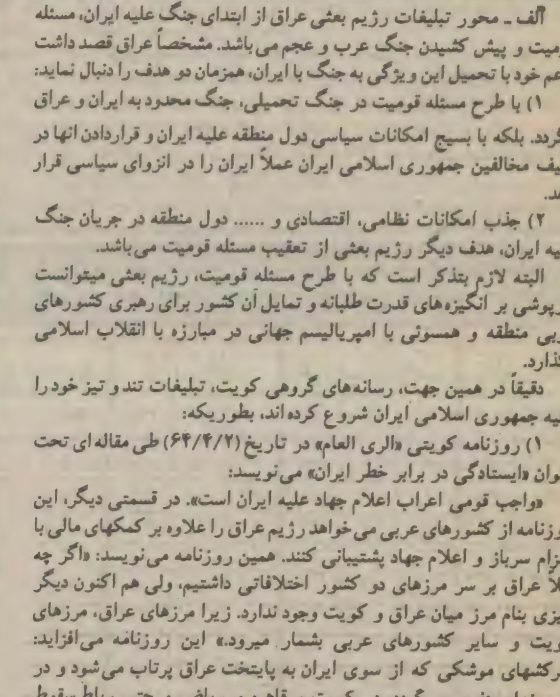 الف ـ محور تبلیغات رژیم بعثی عراق از ابتدای جنگ علیه ایران، مسئله
ومیت و پیش کشیدن جنگ عرب و عجم می‌باشد. مشخصاً عراق قصد داشت
عم خود با تحمیل این ویژگی به جنگ با ایران، همزمان دو هدف را دنبال نماید:
۱) با طرح مسئله قومیت در جنگ تحمیلی، جنگ محدود به ایران و عراق
گردد، بلکه با بسیج امکانات سیاسی دول منطقه علیه ایران و قراردادن انها در
یف مخالفین جمهوری اسلامی ایران عملاً ایران را در انزوای سیاسی قرار
هد.
۲) جذب امکانات نظامی، اقتصادی و ...... دول منطقه در جریان جنگ
یه ایران، هدف دیگر رژیم بعثی از تعقیب مسئله قومیت می‌باشد.
البته لازم بتذکر است که با طرح مسئله قومیت، رژیم بعثی میتوانست
رپوشی بر انگیزه‌های قدرت طلبانه و تمایل آن کشور برای رهبری کشورهای
ربی منطقه و همسوئی با امپریالیسم جهانی در مبارزه با انقلاب اسلامی
گذارد.
دقیقاً در همین جهت، رسانه‌های گروهی کویت، تبلیغات تند و تیز خود را
یه جمهوری اسلامی ایران شروع کرده‌اند، بطوریکه:
۱) روزنامه کویتی «الری العام» در تاریخ (۶۴/۴/۲) طی مقاله‌ای تحت
وان «ایستادگی در برابر خطر ایران» می‌نویسد:
«واجب قومی اعراب اعلام جهاد علیه ایران است». در قسمتی دیگر، این
وزنامه از کشورهای عربی می‌خواهد رژیم عراق را علاوه بر کمکهای مالی با
زام سرباز و اعلام جهاد پشتیبانی کنند. همین روزنامه می‌نویسد: «اگر چه
لاً عراق بر سر مرزهای دو کشور اختلافاتی داشتیم، ولی هم اکنون دیگر
یزی بنام مرز میان عراق و کویت وجود ندارد. زیرا مرزهای عراق، مرزهای
ویت و سایر کشورهای عربی بشمار میرود.» این روزنامه می‌افزاید:
کشهای موشکی که از سوی ایران به پایتخت عراق پرتاب می‌شود و در